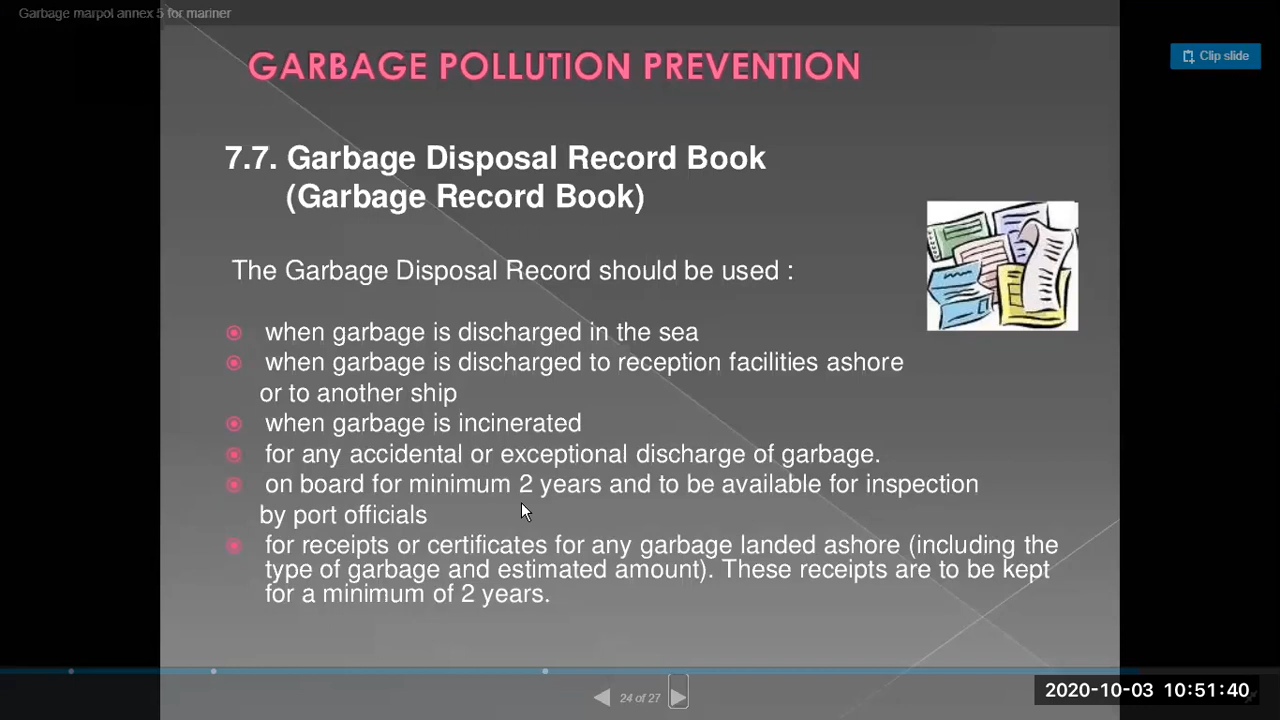 Garbage marpol annex 5 for mariner
Clip slide
GARBAGE POLLUTION PREVENTION
7.7. Garbage Disposal Record Book
(Garbage Record Book)
The Garbage Disposal Record should be used :
when garbage is discharged in the sea
when garbage is discharged to reception facilities ashore
or to another ship
when garbage is incinerated
for any accidental or exceptional discharge of garbage.
on board for minimum 2 years and to be available for inspection
by port officials
for receipts or certificates for any garbage landed ashore (including the
type of garbage and estimated amount). These receipts are to be kept
for a minimum of 2 years.
24 of 27
2020-10-03 10:51:40